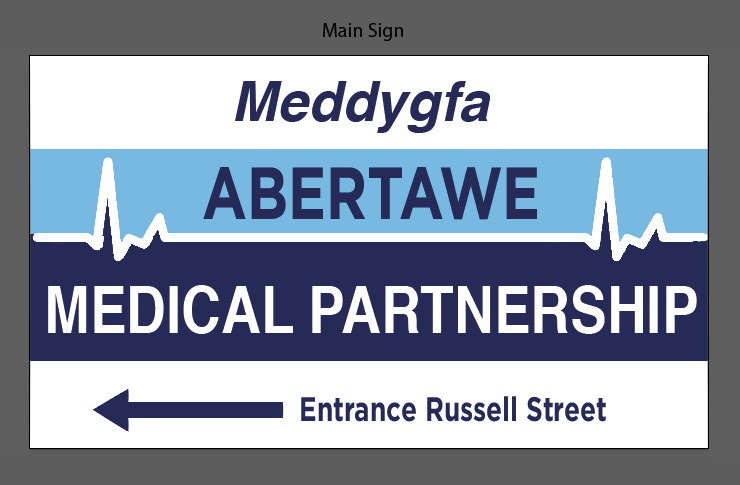 Main Sign
Meddygfa
ABERTAWE
MEDICAL PARTNERSHIP
Entrance Russell Street